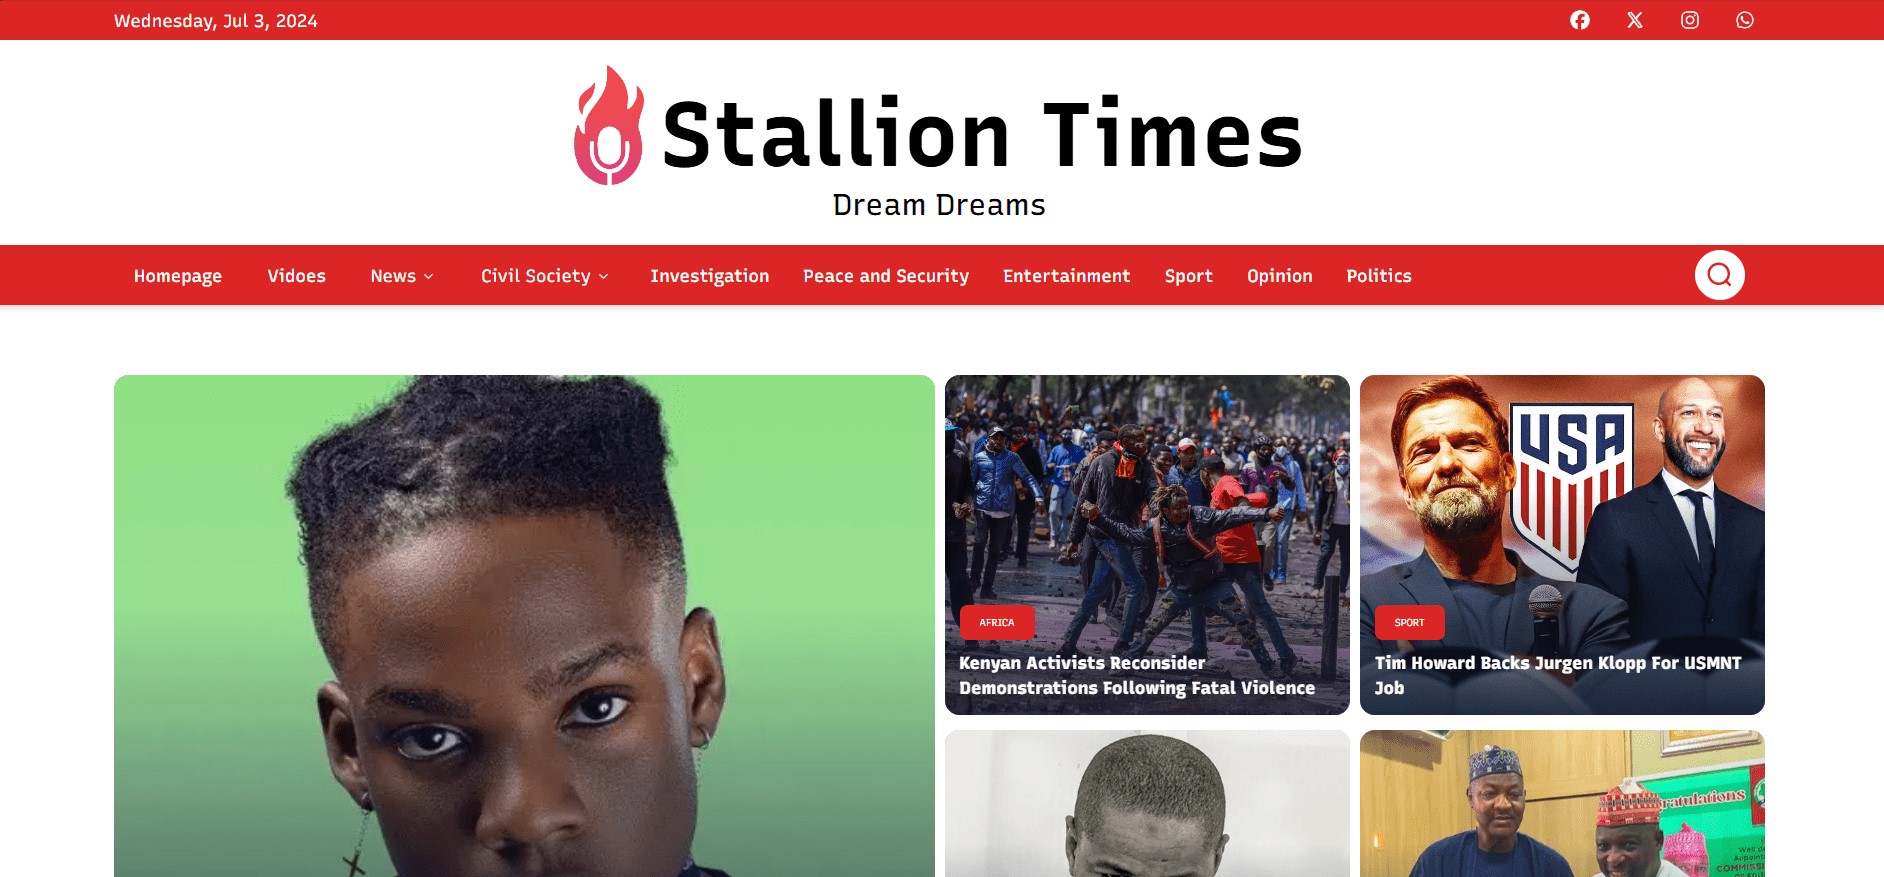 Wednesday, Jul 3, 2024
Stallion Times
Dream Dreams
Homepage
Vidoes
News
Civil Society
Investigation
Peace and Security
Entertainment
Sport
Opinion
Politics
USA
AFRICA
Kenyan Activists Reconsider
Demonstrations Following Fatal Violence
SPORT
Tim Howard Backs Jurgen Klopp For USMNT
Job